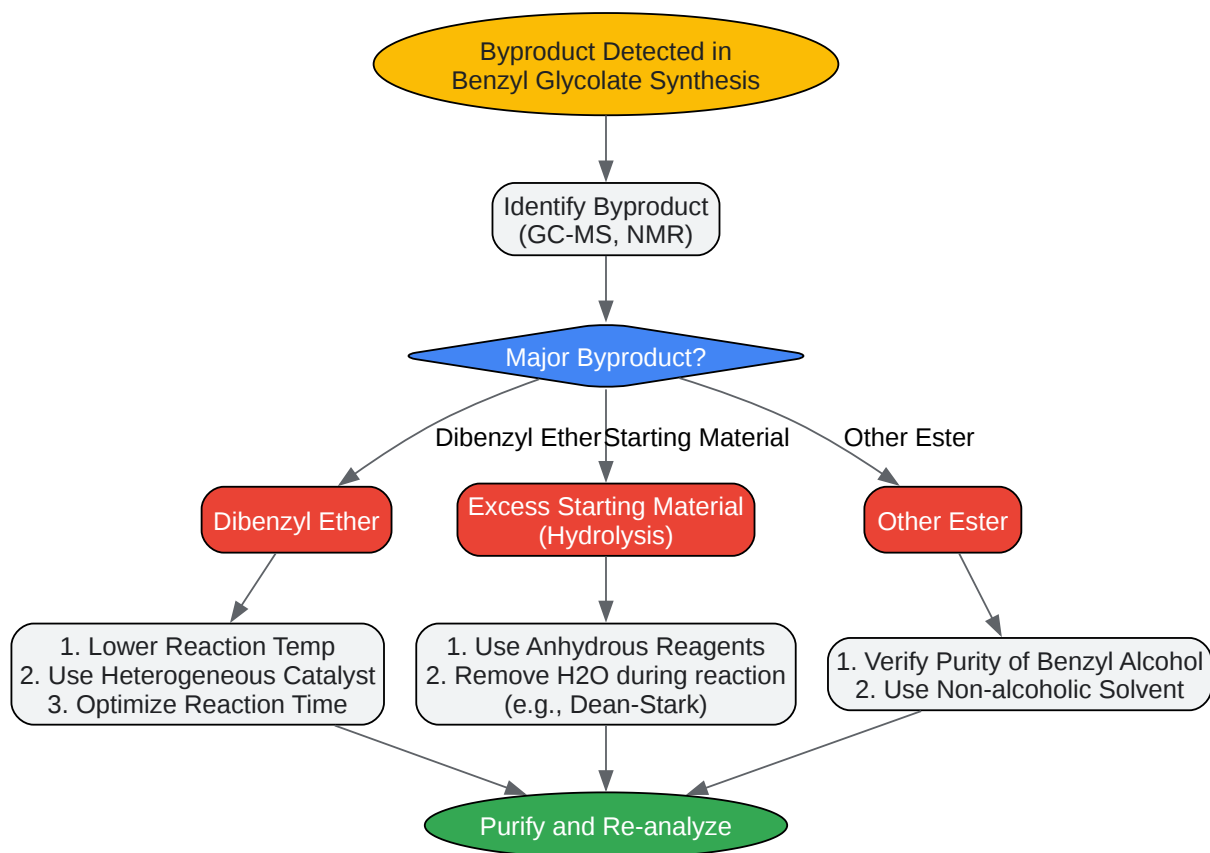 Byproduct Detected in
Benzyl Glycolate Synthesis
Identify Byproduct
(GC-MS, NMR)
Major Byproduct?
Dibenzyl Ether
Starting Material
Other Ester
Dibenzyl Ether
Excess Starting Material
(Hydrolysis)
Other Ester
1. Lower Reaction Temp
2. Use Heterogeneous Catalyst
3. Optimize Reaction Time
1. Use Anhydrous Reagents
2. Remove H2O during reaction
(e.g., Dean-Stark)
1. Verify Purity of Benzyl Alcohol
2. Use Non-alcoholic Solvent
Purify and Re-analyze